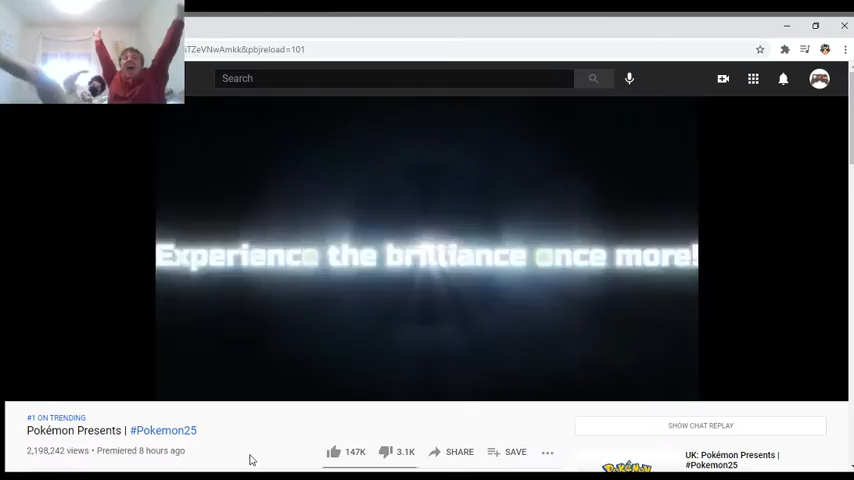 iTZeVNwAmkk&pbjreload=101
Search
Experience the brilliance once more!
#1 ON TRENDING
Pokémon Presents | #Pokemon25
2,198,242 views • Premiered 8 hours ago
147K
3.1K
SHARE
SAVE
SHOW CHAT REPLAY
POKéMON
UK: Pokémon Presents |
#Pokemon25